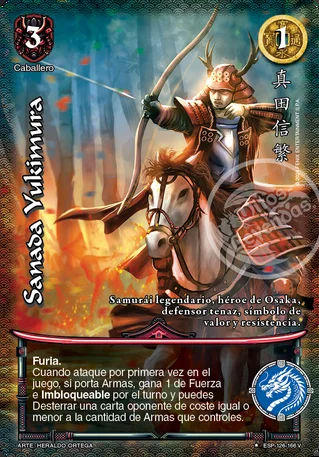 3
Caballero
1
真田信繁
Sanada Yukimura
Samurái legendario, héroe de Osaka,
defensor tenaz, símbolo de
valor y resistencia.
Furia.
Cuando ataque por primera vez en el
juego, si porta Armas, gana 1 de Fuerza
e Imbloqueable por el turno y puedes
Desterrar una carta oponente de coste igual o
menor a la cantidad de Armas que controles.
ARTE: HERALDO ORTEGA
ESP-126-166 V.